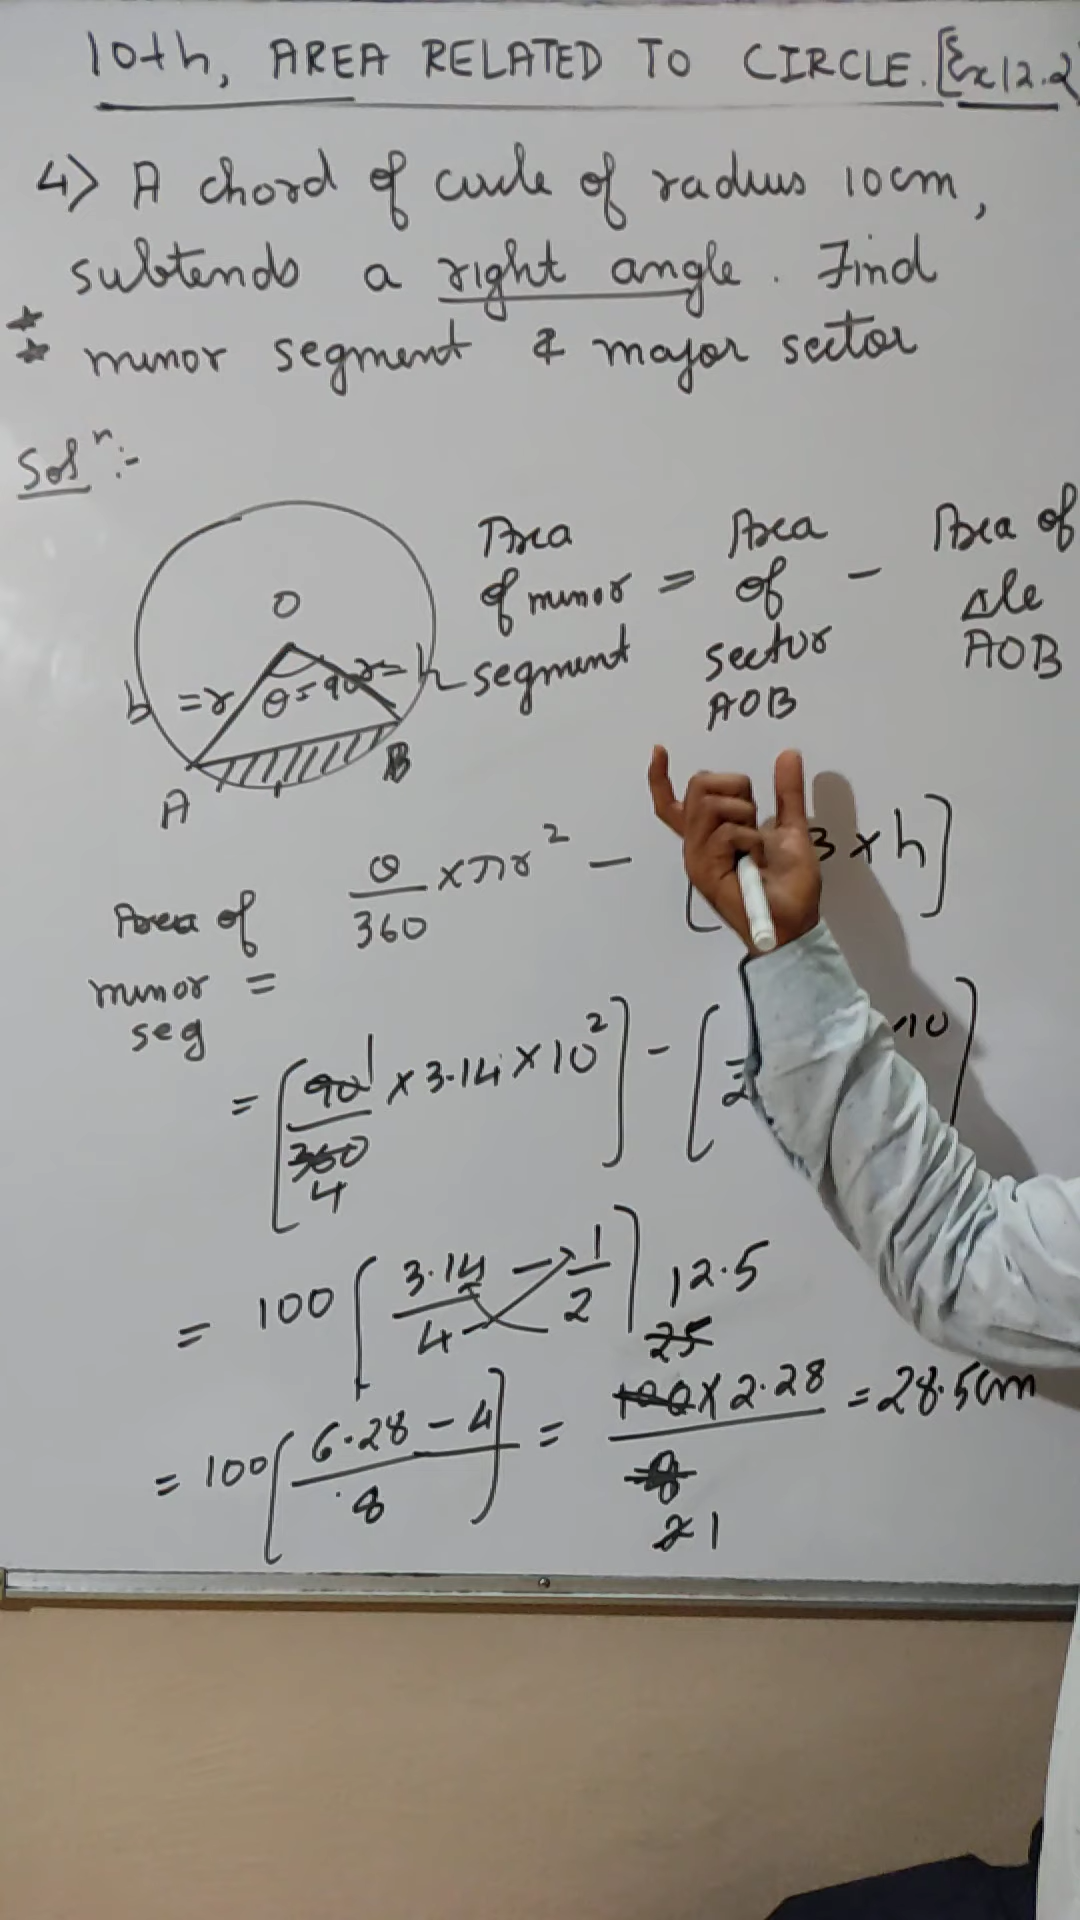 10th, AREA RELATED TO CIRCLE. [Ex12.2
4) A chord of circle of radius 10cm,
subtends a right angle. Find
minor segment & major sector
Solⁿ:-
Area of minor segment = Area of sector AOB - Area of Δle AOB
O
b = r θ = 90° r = h
A B
Area of minor seg = θ/360 × πr² - [ B × h]
= [90/360 1/4 × 3.14 × 10²] - [ 10]
= 100 [3.14/4 - 1/2]
= 100 [6.28 - 4/8] = 100 × 2.28/8 = 28.5cm
12.5
25
2 1